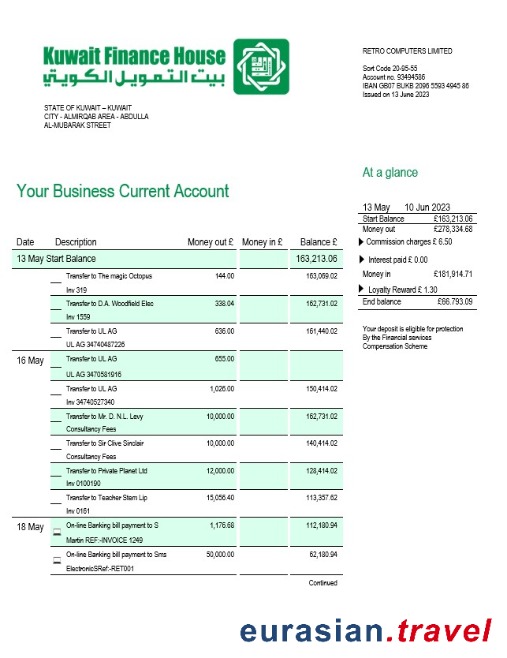 Kuwait Finance House
بيت التمويل الكويتي
STATE OF KUWAIT – KUWAIT
CITY - ALMIRQAB AREA - ABDULLA
AL-MUBARAK STREET
RETRO COMPUTERS LIMITED
Sort Code 20-95-55
Account no. 93494586
IBAN GB07 BUKB 2096 5593 4945 86
Issued on 13 June 2023
At a glance
13 May 10 Jun 2023
Start Balance £163,213.06
Money out £278,334.68
Commission charges £ 6.50
Interest paid £ 0.00
Money in £181,914.71
Loyalty Reward £ 1.30
End balance £66.793.09
Your deposit is eligible for protection
By the Financial services
Compensation Scheme
Your Business Current Account
Date Description Money out £ Money in £ Balance £
13 May Start Balance 163,213.06
Transfer to The magic Octopus 144.00 163,069.02
Inv 319
Transfer to D.A. Woodfield Elec 338.04 162,731.02
Inv 1559
Transfer to UL AG 636.00 161,440.02
UL AG 34740487226
16 May Transfer to UL AG 655.00
UL AG 3470581916
Transfer to UL AG 1,026.00 150,414.02
Inv 34740527340
Transfer to Mr. D. N.L. Levy 10,000.00 162,731.02
Consultancy Fees
Transfer to Sir Clive Sinclair 10,000.00 140,414.02
Consultancy Fees
Transfer to Private Planet Ltd 12,000.00 128,414.02
Inv 0100190
Transfer to Teacher Stem Lip 15,056.40 113,357.62
Inv 0161
18 May On-line Banking bill payment to S 1,176.68 112,180.94
Martin REF:-INVOICE 1249
On-line Banking bill payment to Sms 50,000.00 62,180.94
ElectronicSRef:-RET001
Continued
eurasian.travel